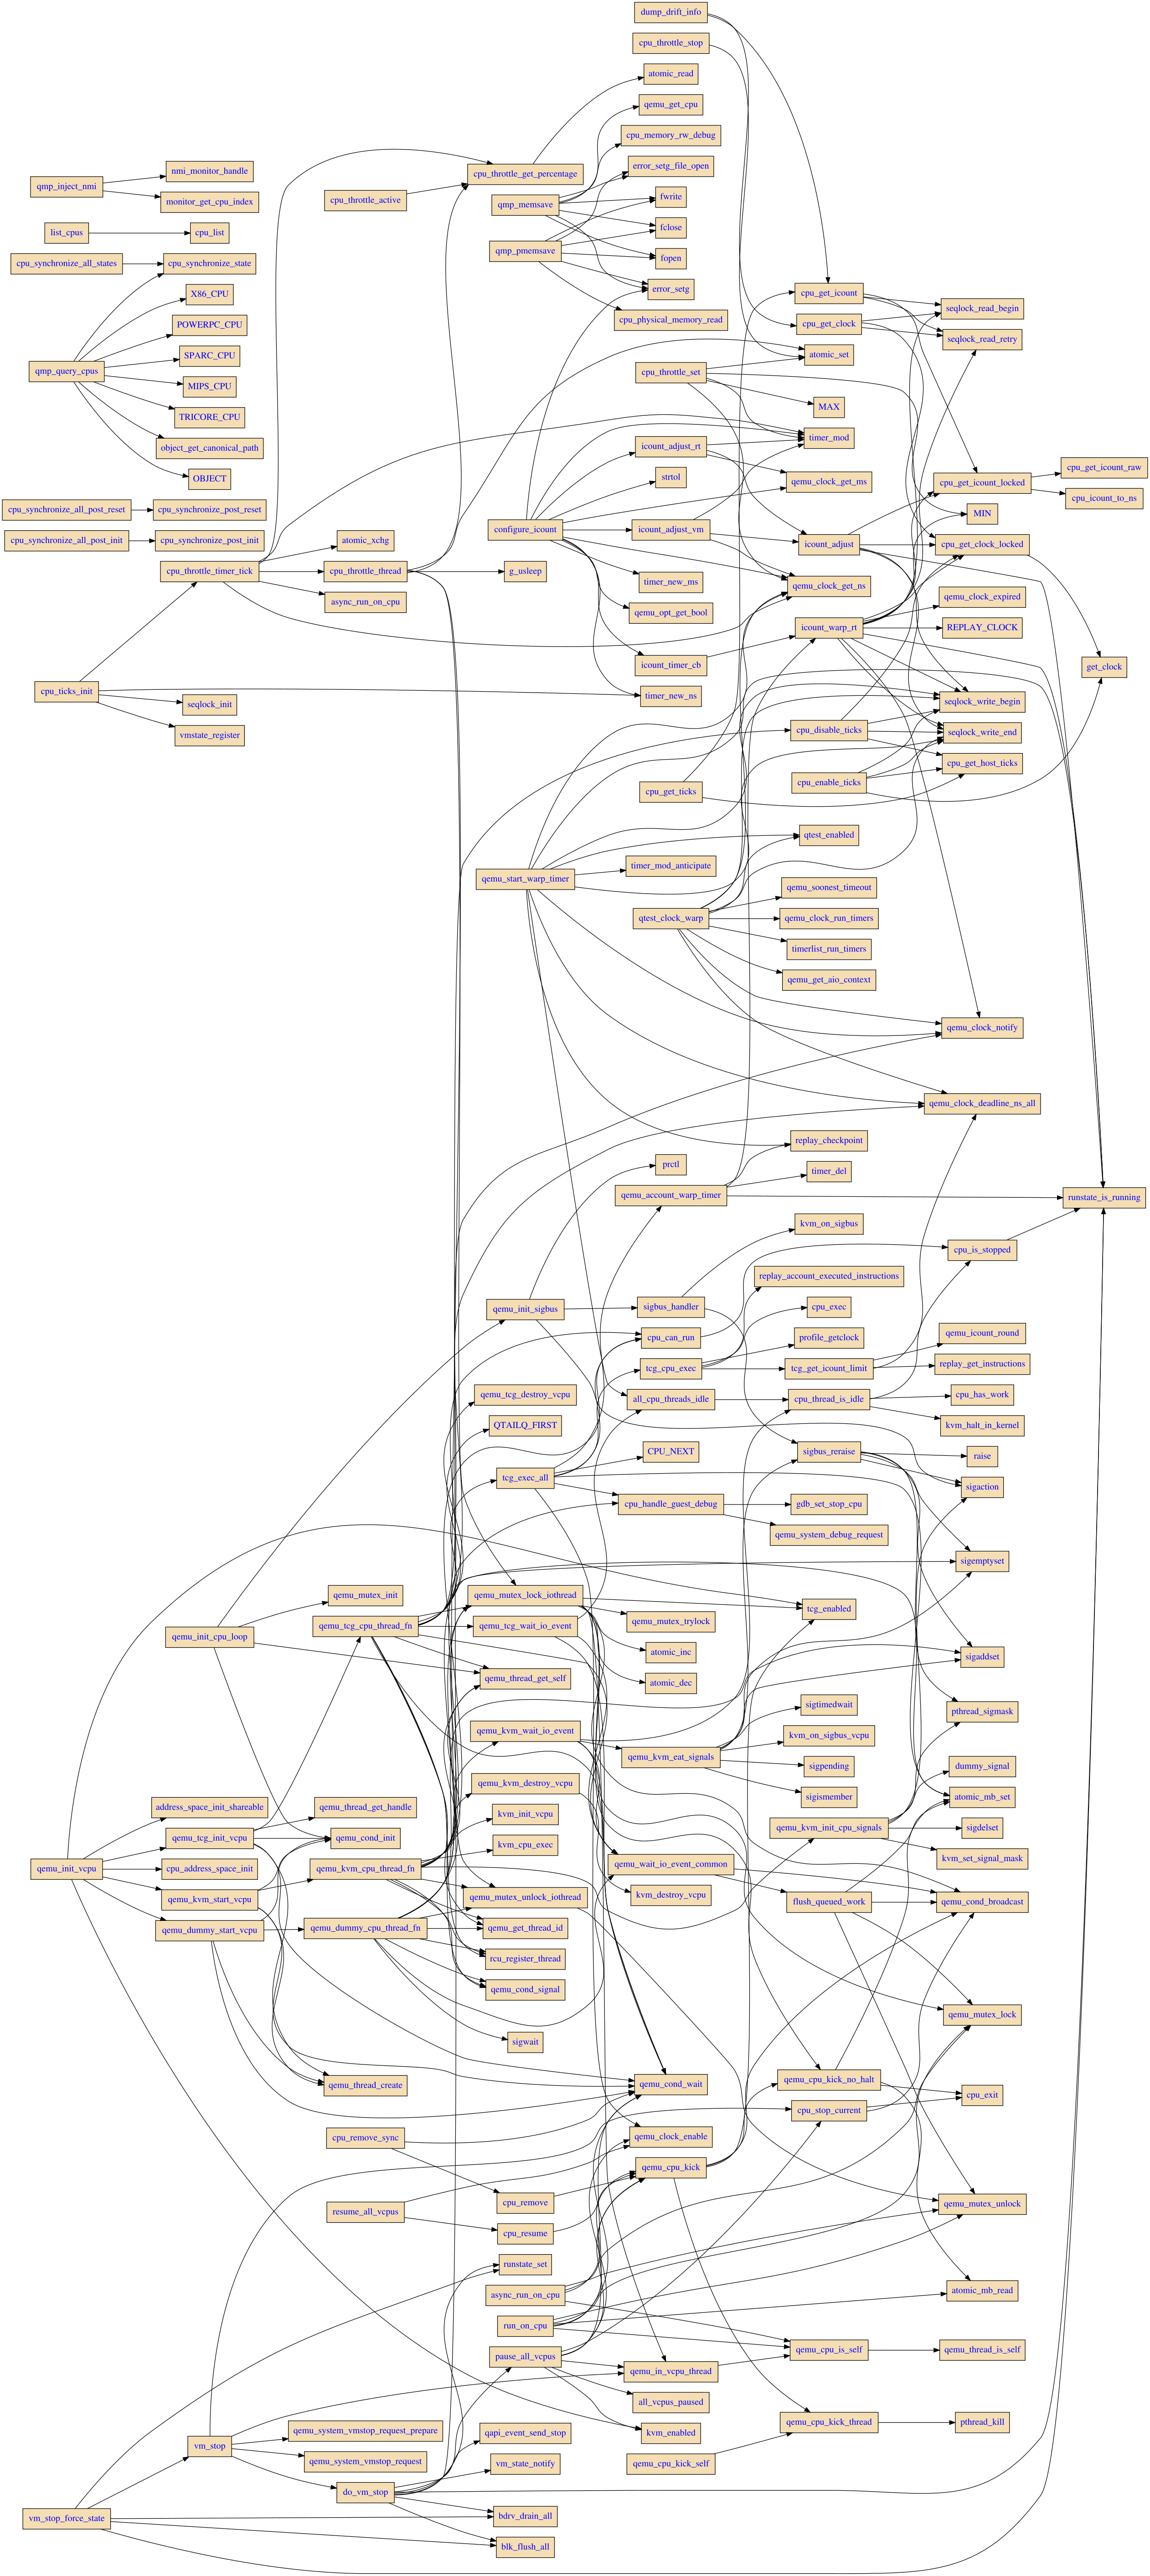 dump_drift_info
cpu_throttle_stop
atomic_read
qemu_get_cpu
cpu_memory_rw_debug
error_setg_file_open
nmi_monitor_handle
cpu_throttle_get_percentage
qmp_inject_nmi
monitor_get_cpu_index
cpu_throttle_active
qmp_memsave
fwrite
list_cpus
cpu_list
fclose
qmp_pmemsave
fopen
cpu_synchronize_all_states
cpu_synchronize_state
error_setg
cpu_get_icount
X86_CPU
seqlock_read_begin
cpu_physical_memory_read
cpu_get_clock
POWERPC_CPU
seqlock_read_retry
SPARC_CPU
atomic_set
qmp_query_cpus
cpu_throttle_set
MIPS_CPU
MAX
TRICORE_CPU
timer_mod
object_get_canonical_path
icount_adjust_rt
cpu_get_icount_raw
OBJECT
strtol
qemu_clock_get_ms
cpu_get_icount_locked
cpu_icount_to_ns
cpu_synchronize_all_post_reset
cpu_synchronize_post_reset
MIN
configure_icount
icount_adjust_vm
cpu_synchronize_all_post_init
cpu_synchronize_post_init
atomic_xchg
icount_adjust
cpu_get_clock_locked
cpu_throttle_timer_tick
cpu_throttle_thread
g_usleep
timer_new_ms
qemu_clock_get_ns
async_run_on_cpu
qemu_opt_get_bool
qemu_clock_expired
icount_warp_rt
REPLAY_CLOCK
icount_timer_cb
get_clock
cpu_ticks_init
timer_new_ns
seqlock_init
seqlock_write_begin
vmstate_register
cpu_disable_ticks
seqlock_write_end
cpu_get_host_ticks
cpu_enable_ticks
cpu_get_ticks
qtest_enabled
timer_mod_anticipate
qemu_start_warp_timer
qemu_soonest_timeout
qtest_clock_warp
qemu_clock_run_timers
timerlist_run_timers
qemu_get_aio_context
qemu_clock_notify
qemu_clock_deadline_ns_all
replay_checkpoint
prctl
timer_del
qemu_account_warp_timer
runstate_is_running
kvm_on_sigbus
cpu_is_stopped
replay_account_executed_instructions
qemu_init_sigbus
sigbus_handler
cpu_exec
cpu_can_run
profile_getclock
qemu_icount_round
tcg_cpu_exec
tcg_get_icount_limit
replay_get_instructions
qemu_tcg_destroy_vcpu
all_cpu_threads_idle
cpu_thread_is_idle
cpu_has_work
QTAILQ_FIRST
kvm_halt_in_kernel
CPU_NEXT
sigbus_reraise
raise
tcg_exec_all
sigaction
cpu_handle_guest_debug
gdb_set_stop_cpu
qemu_system_debug_request
sigemptyset
qemu_mutex_init
qemu_mutex_lock_iothread
tcg_enabled
qemu_tcg_cpu_thread_fn
qemu_tcg_wait_io_event
qemu_mutex_trylock
qemu_init_cpu_loop
atomic_inc
sigaddset
qemu_thread_get_self
atomic_dec
sigtimedwait
pthread_sigmask
qemu_kvm_wait_io_event
kvm_on_sigbus_vcpu
qemu_kvm_eat_signals
sigpending
dummy_signal
qemu_kvm_destroy_vcpu
sigismember
atomic_mb_set
address_space_init_shareable
qemu_thread_get_handle
kvm_init_vcpu
qemu_kvm_init_cpu_signals
sigdelset
qemu_tcg_init_vcpu
qemu_cond_init
kvm_cpu_exec
kvm_set_signal_mask
qemu_init_vcpu
cpu_address_space_init
qemu_kvm_cpu_thread_fn
qemu_wait_io_event_common
qemu_kvm_start_vcpu
qemu_mutex_unlock_iothread
kvm_destroy_vcpu
flush_queued_work
qemu_cond_broadcast
qemu_dummy_start_vcpu
qemu_dummy_cpu_thread_fn
qemu_get_thread_id
rcu_register_thread
qemu_cond_signal
qemu_mutex_lock
sigwait
qemu_thread_create
qemu_cond_wait
qemu_cpu_kick_no_halt
cpu_exit
cpu_stop_current
cpu_remove_sync
qemu_clock_enable
qemu_cpu_kick
cpu_remove
qemu_mutex_unlock
resume_all_vcpus
cpu_resume
runstate_set
async_run_on_cpu
atomic_mb_read
run_on_cpu
qemu_cpu_is_self
qemu_thread_is_self
pause_all_vcpus
qemu_in_vcpu_thread
all_vcpus_paused
qemu_system_vmstop_request_prepare
qapi_event_send_stop
kvm_enabled
qemu_cpu_kick_thread
pthread_kill
vm_stop
qemu_system_vmstop_request
vm_state_notify
qemu_cpu_kick_self
do_vm_stop
bdrv_drain_all
vm_stop_force_state
blk_flush_all